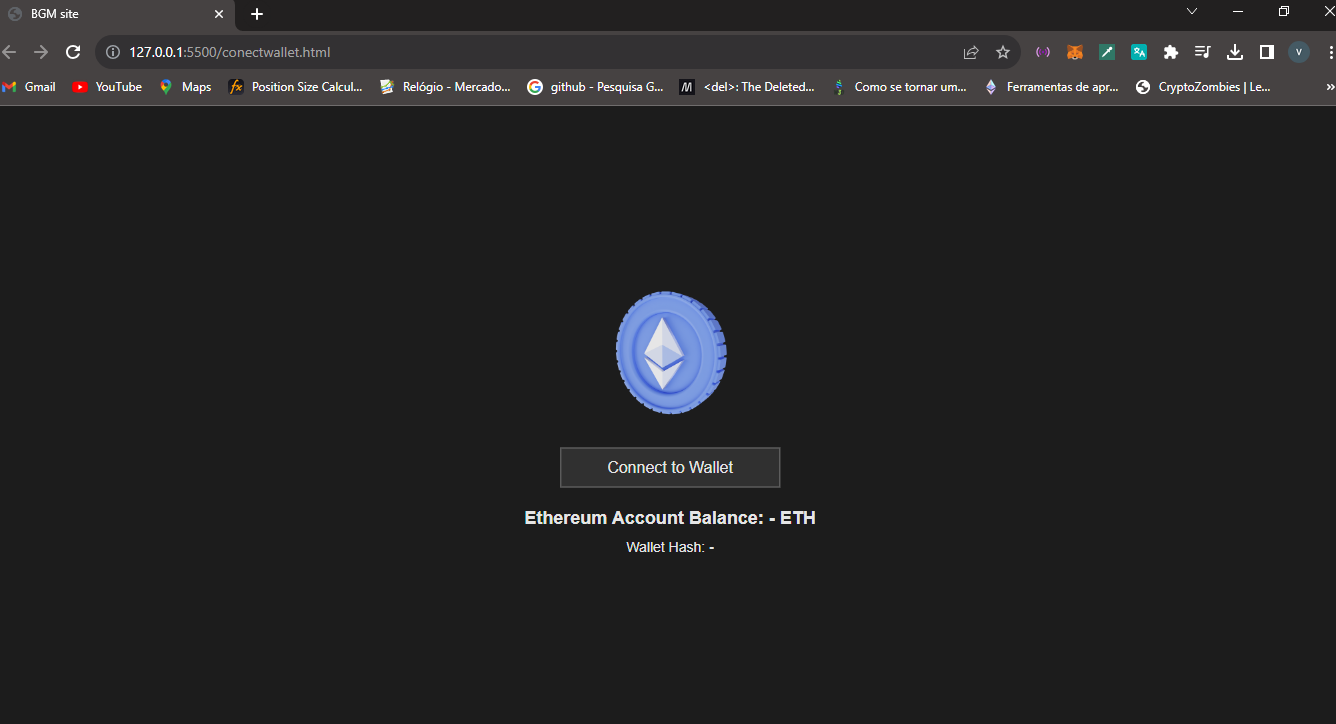 BGM site
127.0.0.1:5500/conectwallet.html
V
Gmail YouTube Maps fx Position Size Calcul... Relógio - Mercado... github - Pesquisa G... M <del>: The Deleted... Como se tornar um... Ferramentas de apr... CryptoZombies | Le... »
Connect to Wallet
Ethereum Account Balance: - ETH
Wallet Hash: -